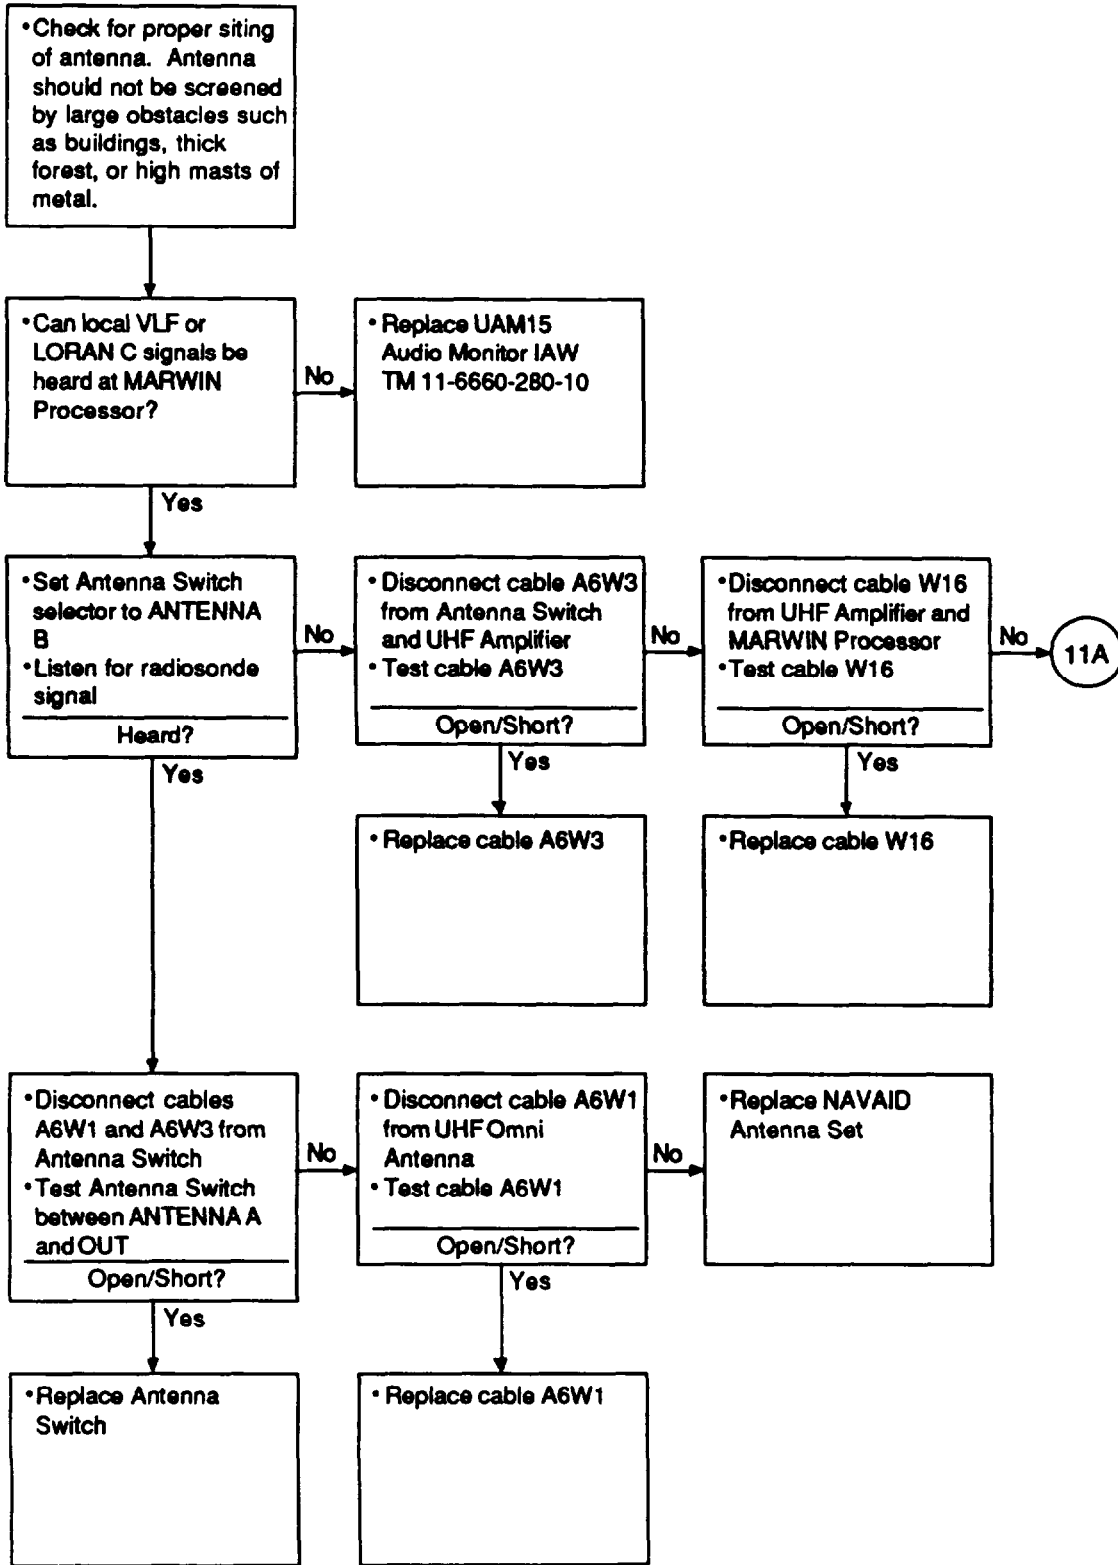 •Check for proper siting
of antenna. Antenna
should not be screened
by large obstacles such
as buildings, thick
forest, or high masts of
metal.
•Can local VLF or
LORAN C signals be
heard at MARWIN
Processor?
No
•Replace UAM15
Audio Monitor IAW
TM 11-6660-280-10
Yes
•Set Antenna Switch
selector to ANTENNA
B
•Listen for radiosonde
signal
Heard?
No
•Disconnect cable A6W3
from Antenna Switch
and UHF Amplifier
•Test cable A6W3
Open/Short?
No
•Disconnect cable W16
from UHF Amplifier and
MARWIN Processor
•Test cable W16
Open/Short?
No
11A
Yes
Yes
Yes
•Replace cable A6W3
•Replace cable W16
•Disconnect cables
A6W1 and A6W3 from
Antenna Switch
•Test Antenna Switch
between ANTENNA A
and OUT
Open/Short?
No
•Disconnect cable A6W1
from UHF Omni
Antenna
•Test cable A6W1
Open/Short?
No
•Replace NAVAID
Antenna Set
Yes
Yes
•Replace Antenna
Switch
•Replace cable A6W1